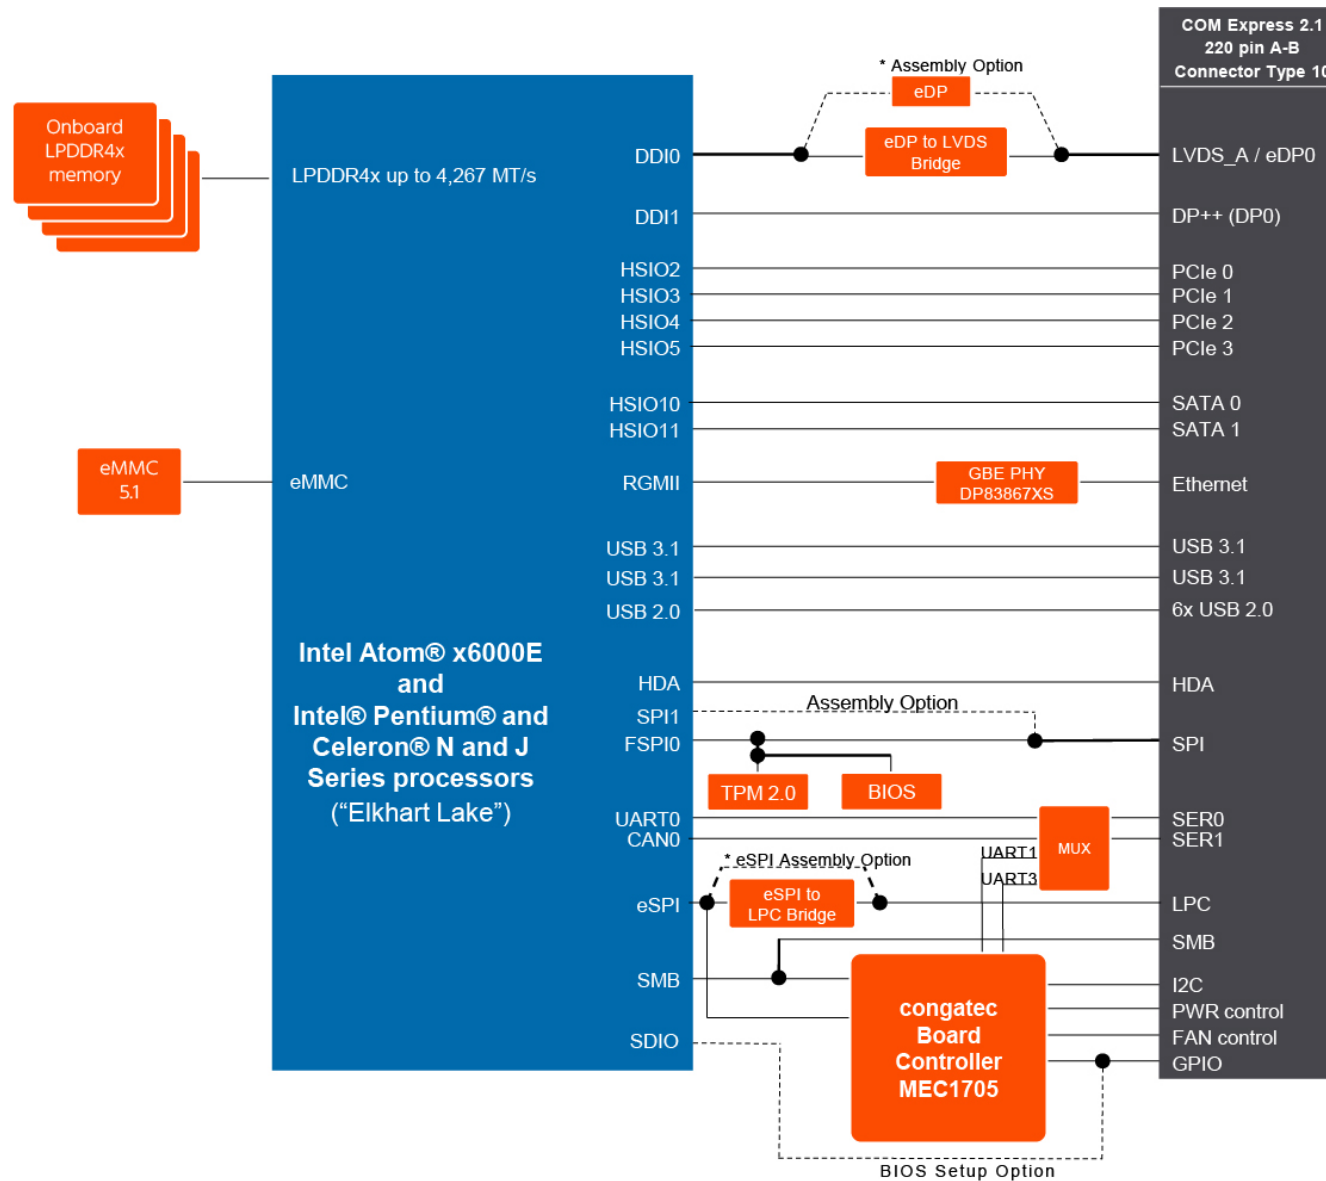 COM Express 2.1
220 pin A-B
Connector Type 10
* Assembly Option
eDP
Onboard
LPDDR4x
memory
LPDDR4x up to 4,267 MT/s
DDI0
eDP to LVDS
Bridge
LVDS_A / eDP0
DDI1
DP++ (DP0)
HSIO2
PCIe 0
HSIO3
PCIe 1
HSIO4
PCIe 2
HSIO5
PCIe 3
HSIO10
SATA 0
HSIO11
SATA 1
eMMC
5.1
eMMC
RGMII
GBE PHY
DP83867XS
Ethernet
USB 3.1
USB 3.1
USB 3.1
USB 3.1
USB 2.0
6x USB 2.0
Intel Atom® x6000E
and
Intel® Pentium® and
Celeron® N and J
Series processors
(“Elkhart Lake”)
HDA
HDA
SPI1
Assembly Option
FSPI0
SPI
TPM 2.0
BIOS
UART0
SER0
CAN0
SER1
MUX
UART1
UART3
* eSPI Assembly Option
eSPI
eSPI to
LPC Bridge
LPC
SMB
SMB
I2C
PWR control
FAN control
GPIO
congatec
Board
Controller
MEC1705
SDIO
BIOS Setup Option